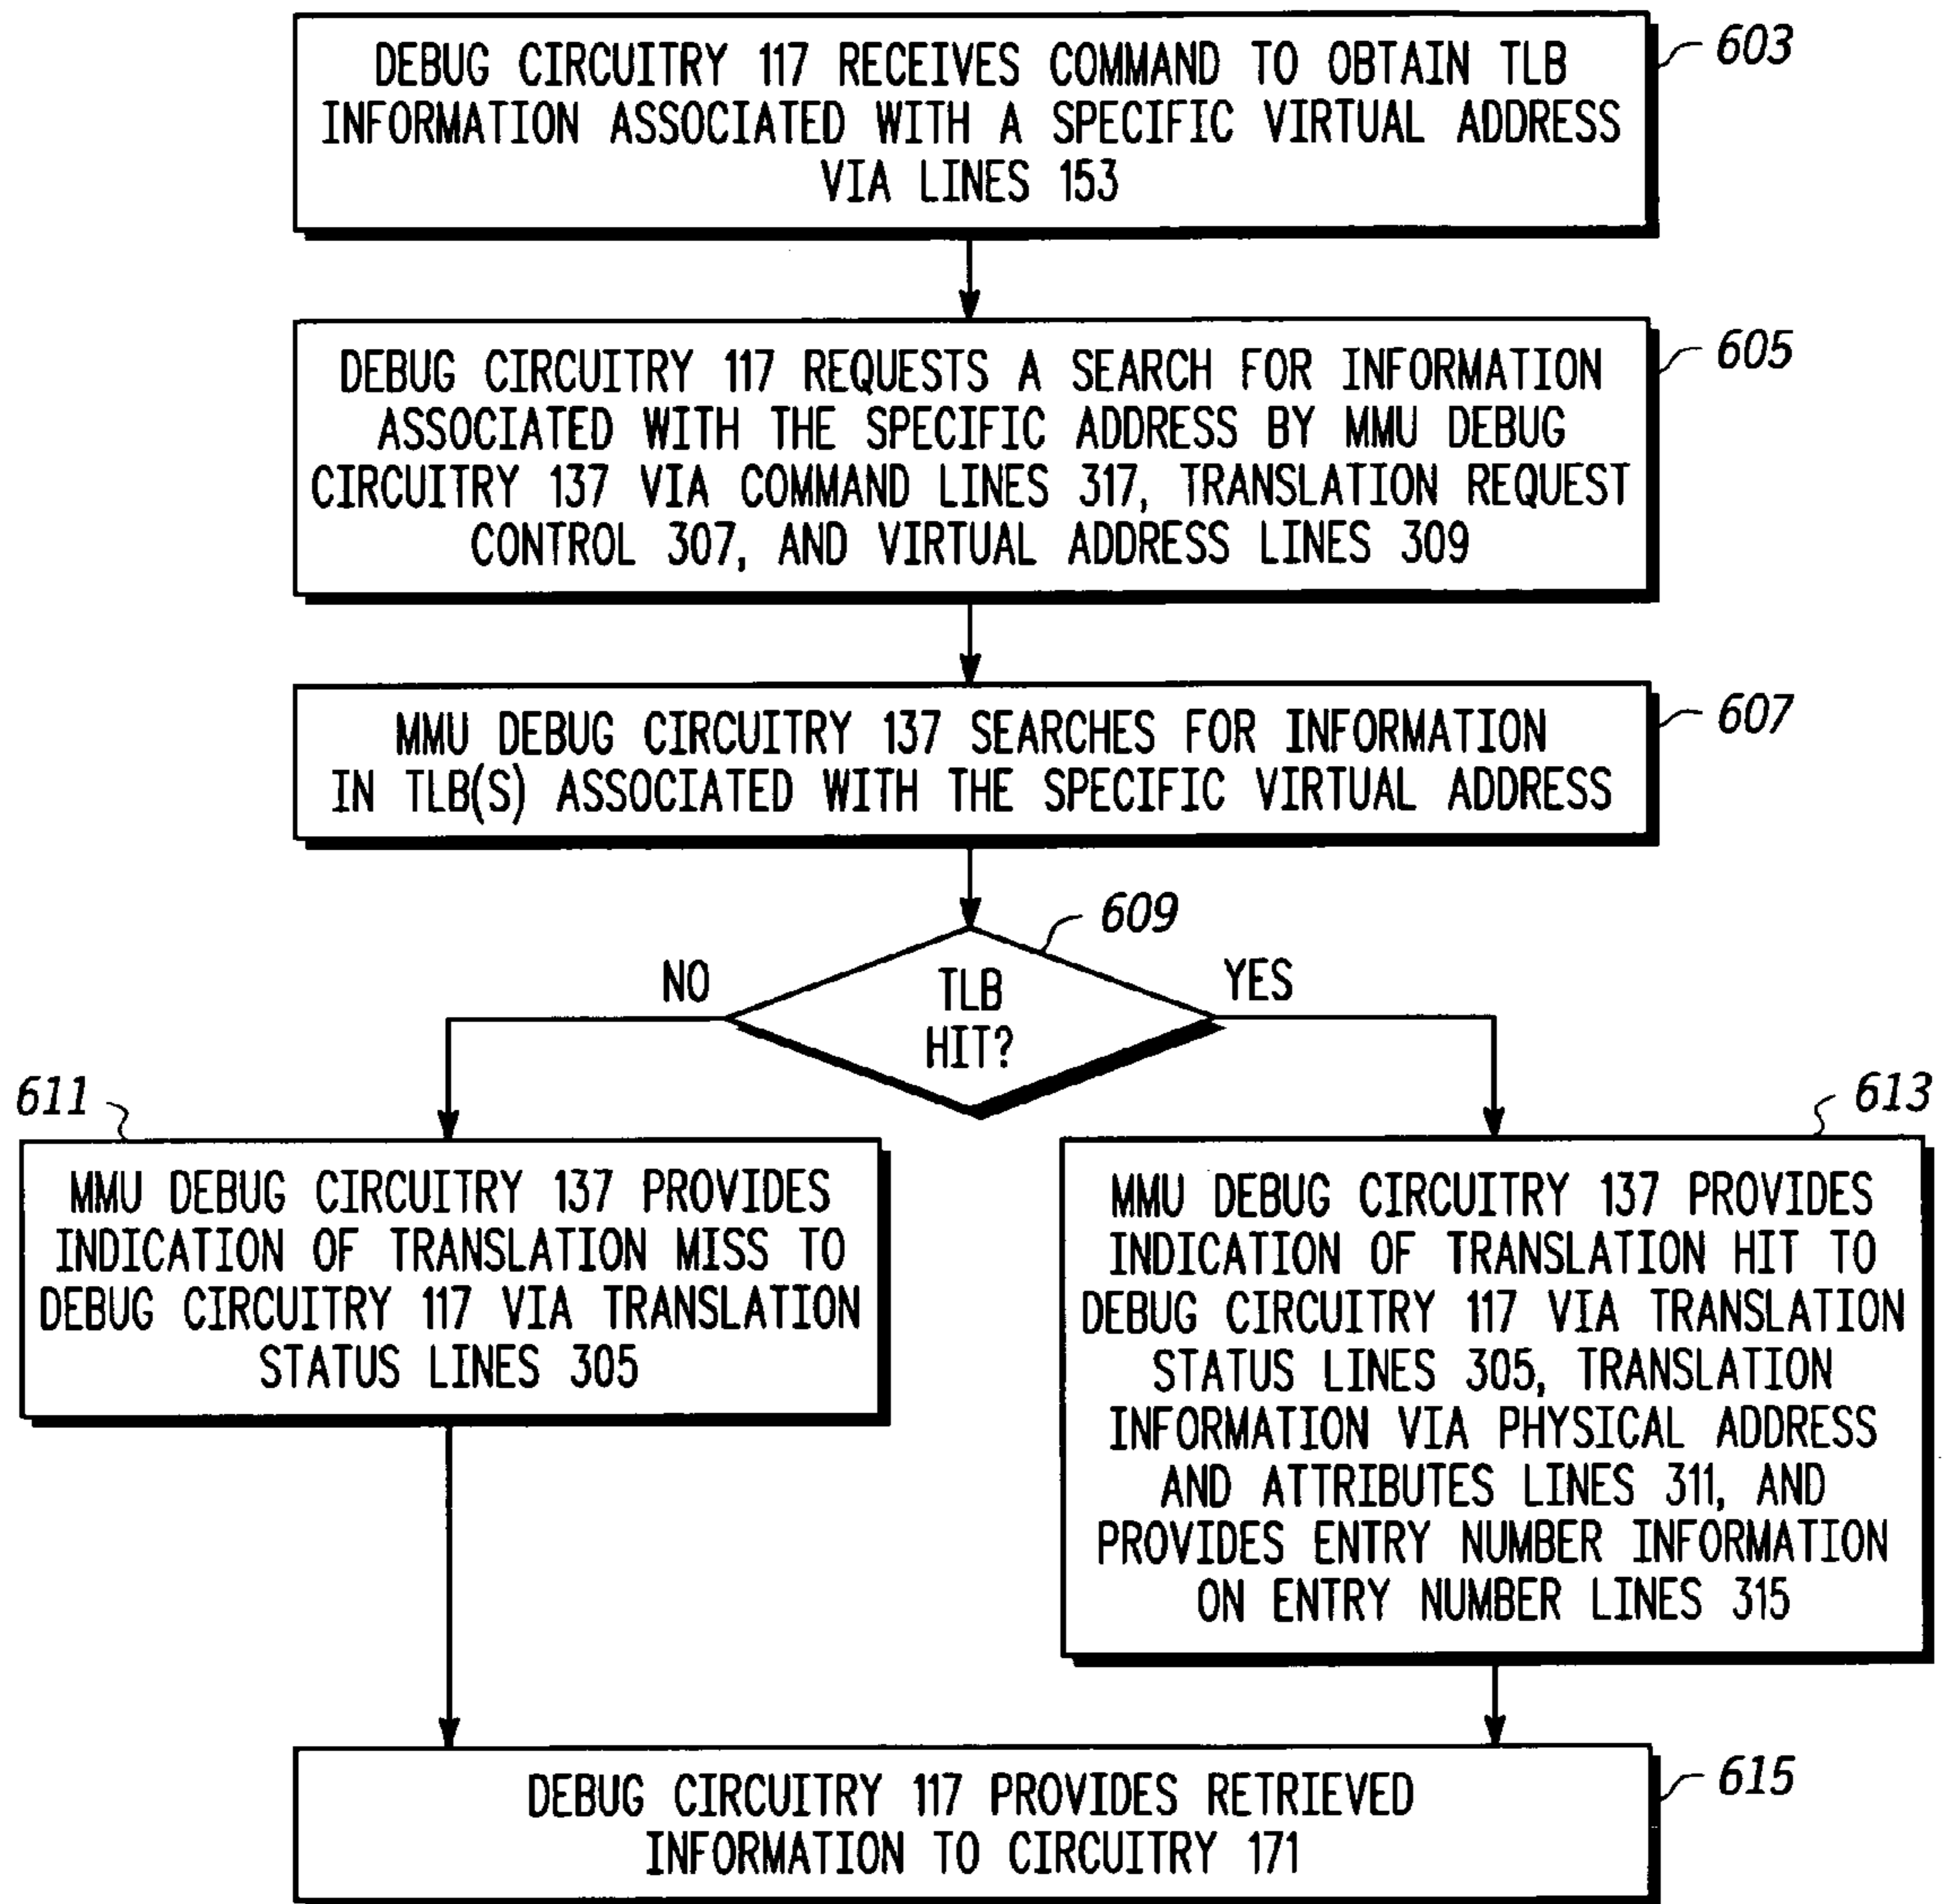 DEBUG CIRCUITRY 117 RECEIVES COMMAND TO OBTAIN TLB
INFORMATION ASSOCIATED WITH A SPECIFIC VIRTUAL ADDRESS
VIA LINES 153
603
DEBUG CIRCUITRY 117 REQUESTS A SEARCH FOR INFORMATION
ASSOCIATED WITH THE SPECIFIC ADDRESS BY MMU DEBUG
CIRCUITRY 137 VIA COMMAND LINES 317, TRANSLATION REQUEST
CONTROL 307, AND VIRTUAL ADDRESS LINES 309
605
MMU DEBUG CIRCUITRY 137 SEARCHES FOR INFORMATION
IN TLB(S) ASSOCIATED WITH THE SPECIFIC VIRTUAL ADDRESS
607
609
NO
TLB
HIT?
YES
611
MMU DEBUG CIRCUITRY 137 PROVIDES
INDICATION OF TRANSLATION MISS TO
DEBUG CIRCUITRY 117 VIA TRANSLATION
STATUS LINES 305
613
MMU DEBUG CIRCUITRY 137 PROVIDES
INDICATION OF TRANSLATION HIT TO
DEBUG CIRCUITRY 117 VIA TRANSLATION
STATUS LINES 305, TRANSLATION
INFORMATION VIA PHYSICAL ADDRESS
AND ATTRIBUTES LINES 311, AND
PROVIDES ENTRY NUMBER INFORMATION
ON ENTRY NUMBER LINES 315
DEBUG CIRCUITRY 117 PROVIDES RETRIEVED
INFORMATION TO CIRCUITRY 171
615